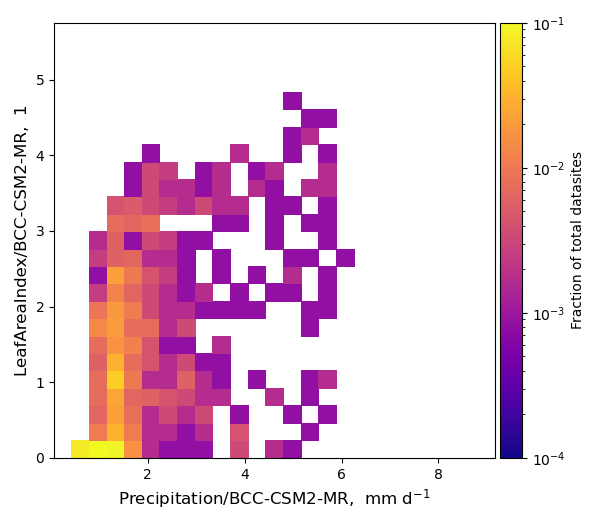 10⁻¹
5
4
10⁻²
3
2
10⁻³
1
0
10⁻⁴
2 4 6 8
LeafAreaIndex/BCC-CSM2-MR, 1
Fraction of total datasites
Precipitation/BCC-CSM2-MR, mm d⁻¹